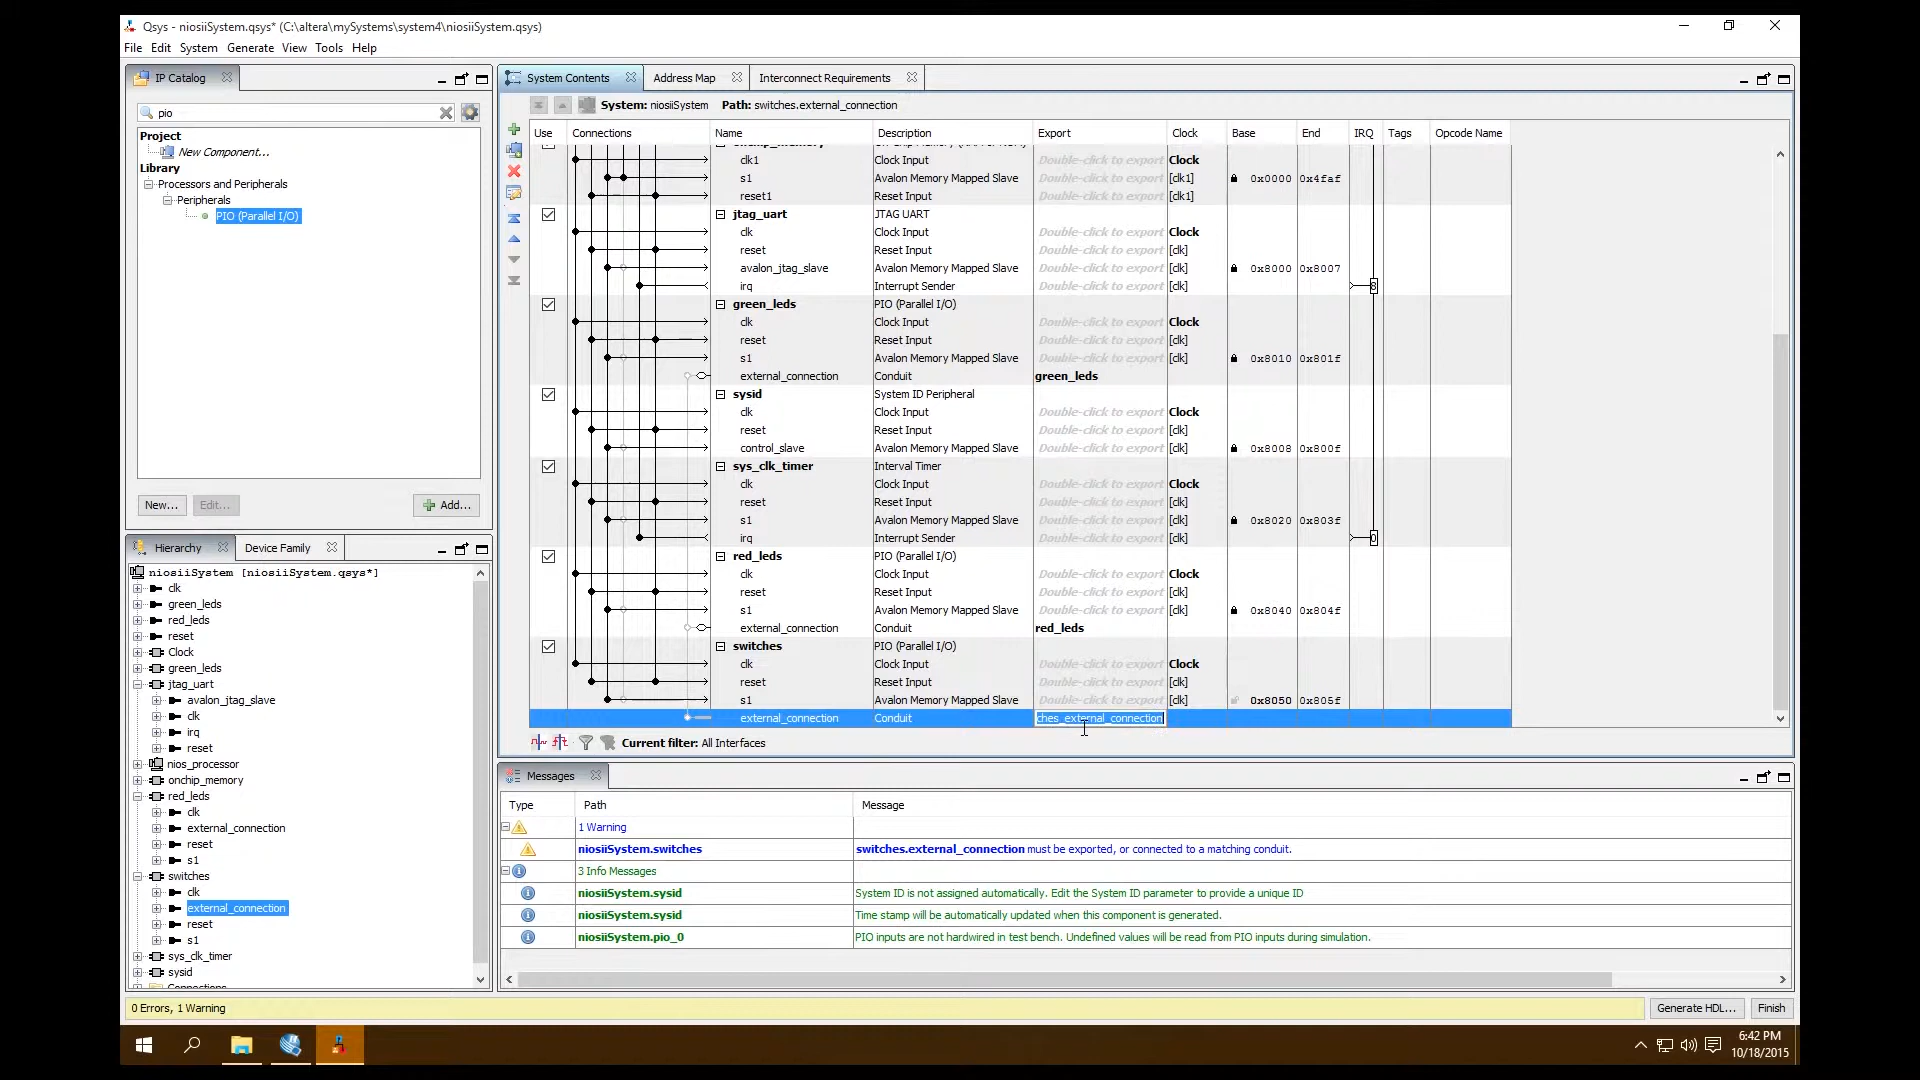 Qsys - niosiiSystem.qsys* (C:\altera\mySystems\system4\niosiiSystem.qsys)
File Edit System Generate View Tools Help
IP Catalog
pio
Project
New Component...
Library
Processors and Peripherals
Peripherals
PIO (Parallel I/O)
New... Edit... Add...
Hierarchy Device Family
niosiiSystem [niosiiSystem.qsys*]
clk
green_leds
red_leds
reset
Clock
green_leds
jtag_uart
avalon_jtag_slave
clk
irq
reset
nios_processor
onchip_memory
red_leds
clk
external_connection
reset
s1
switches
clk
external_connection
reset
s1
sys_clk_timer
sysid
Connections
System Contents Address Map Interconnect Requirements
System: niosiiSystem Path: switches.external_connection
Use Connections Name Description Export Clock Base End IRQ Tags Opcode Name
clk1 Clock Input Double-click to export Clock
s1 Avalon Memory Mapped Slave Double-click to export [clk1] 0x0000 0x4faf
reset1 Reset Input Double-click to export [clk1]
jtag_uart JTAG UART
clk Clock Input Double-click to export Clock
reset Reset Input Double-click to export [clk]
avalon_jtag_slave Avalon Memory Mapped Slave Double-click to export [clk] 0x8000 0x8007
irq Interrupt Sender Double-click to export [clk] 8
green_leds PIO (Parallel I/O)
clk Clock Input Double-click to export Clock
reset Reset Input Double-click to export [clk]
s1 Avalon Memory Mapped Slave Double-click to export [clk] 0x8010 0x801f
external_connection Conduit green_leds
sysid System ID Peripheral
clk Clock Input Double-click to export Clock
reset Reset Input Double-click to export [clk]
control_slave Avalon Memory Mapped Slave Double-click to export [clk] 0x8008 0x800f
sys_clk_timer Interval Timer
clk Clock Input Double-click to export Clock
reset Reset Input Double-click to export [clk]
s1 Avalon Memory Mapped Slave Double-click to export [clk] 0x8020 0x803f
irq Interrupt Sender Double-click to export [clk] 0
red_leds PIO (Parallel I/O)
clk Clock Input Double-click to export Clock
reset Reset Input Double-click to export [clk]
s1 Avalon Memory Mapped Slave Double-click to export [clk] 0x8040 0x804f
external_connection Conduit red_leds
switches PIO (Parallel I/O)
clk Clock Input Double-click to export Clock
reset Reset Input Double-click to export [clk]
s1 Avalon Memory Mapped Slave Double-click to export [clk] 0x8050 0x805f
external_connection Conduit ches_external_connection
Current filter: All Interfaces
Messages
Type Path Message
1 Warning
niosiiSystem.switches switches.external_connection must be exported, or connected to a matching conduit.
3 Info Messages
niosiiSystem.sysid System ID is not assigned automatically. Edit the System ID parameter to provide a unique ID
niosiiSystem.sysid Time stamp will be automatically updated when this component is generated.
niosiiSystem.pio_0 PIO inputs are not hardwired in test bench. Undefined values will be read from PIO inputs during simulation.
0 Errors, 1 Warning
Generate HDL... Finish
6:42 PM
10/18/2015